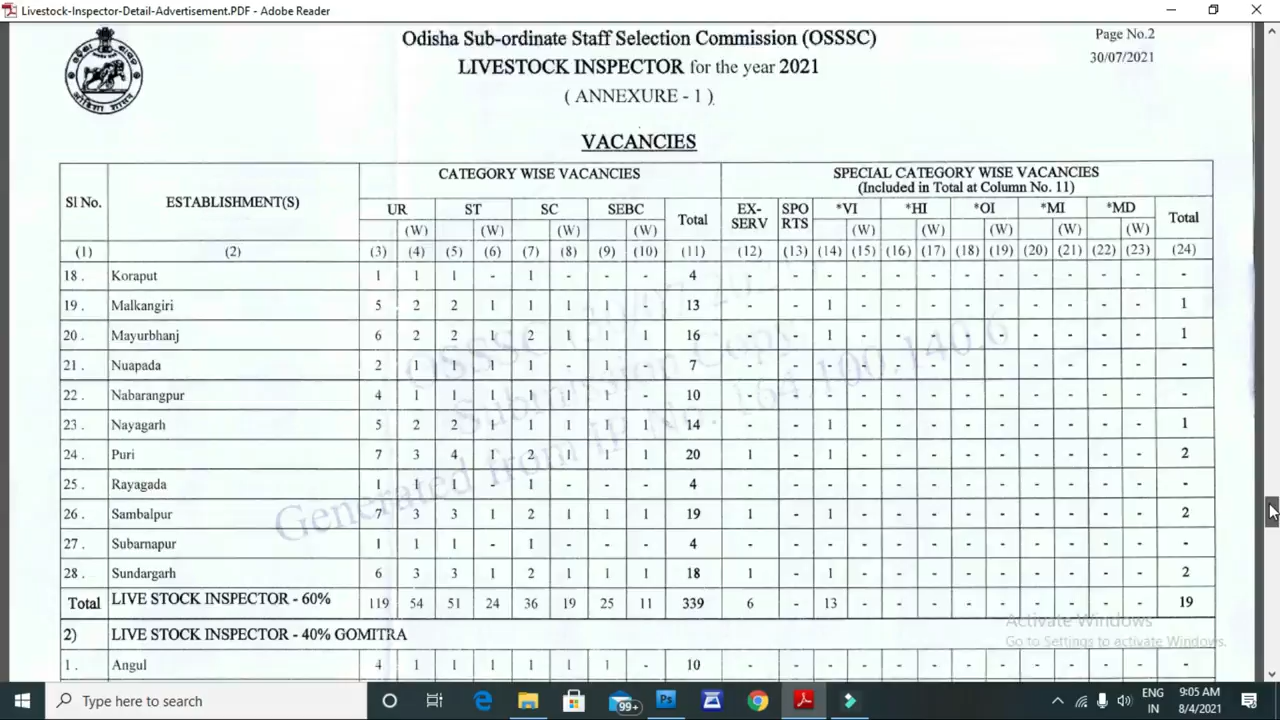 Livestock-Inspector-Detail-Advertisement.PDF - Adobe Reader
Odisha Sub-ordinate Staff Selection Commission (OSSSC)
Page No.2
LIVESTOCK INSPECTOR for the year 2021
30/07/2021
( ANNEXURE - 1 )
VACANCIES
Sl No. ESTABLISHMENT(S) CATEGORY WISE VACANCIES SPECIAL CATEGORY WISE VACANCIES
(Included in Total at Column No. 11)
UR ST SC SEBC Total EX-SERV SPORTS *VI *HI *OI *MI *MD Total
(W) (W) (W) (W) (W) (W) (W) (W) (W)
(1) (2) (3) (4) (5) (6) (7) (8) (9) (10) (11) (12) (13) (14) (15) (16) (17) (18) (19) (20) (21) (22) (23) (24)
18 . Koraput 1 1 1 - 1 - - - 4 - - - - - - - - - - - - -
19 . Malkangiri 5 2 2 1 1 1 1 - 13 - - 1 - - - - - - - - - 1
20 . Mayurbhanj 6 2 2 1 2 1 1 1 16 - - 1 - - - - - - - - - 1
21 . Nuapada 2 1 1 1 1 - 1 - 7 - - - - - - - - - - - - -
22 . Nabarangpur 4 1 1 1 1 1 1 - 10 - - - - - - - - - - - - -
23 . Nayagarh 5 2 2 1 1 1 1 1 14 - - 1 - - - - - - - - - 1
24 . Puri 7 3 4 1 2 1 1 1 20 1 - 1 - - - - - - - - - 2
25 . Rayagada 1 1 1 - 1 - - - 4 - - - - - - - - - - - - -
26 . Sambalpur 7 3 3 1 2 1 1 1 19 1 - 1 - - - - - - - - - 2
27 . Subarnapur 1 1 1 - 1 - - - 4 - - - - - - - - - - - - -
28 . Sundargarh 6 3 3 1 2 1 1 1 18 1 - 1 - - - - - - - - - 2
Total LIVE STOCK INSPECTOR - 60% 119 54 51 24 36 19 25 11 339 6 - 13 - - - - - - - - - 19
2) LIVE STOCK INSPECTOR - 40% GOMITRA
1 . Angul 4 1 1 1 1 1 1 - 10 - - - - - - - - - - - - -
Submission Copy
Generated from IP No. 164.100.140.6
Activate Windows
Go to Settings to activate Windows.
Type here to search
99+
Ps
ENG
IN
9:05 AM
8/4/2021